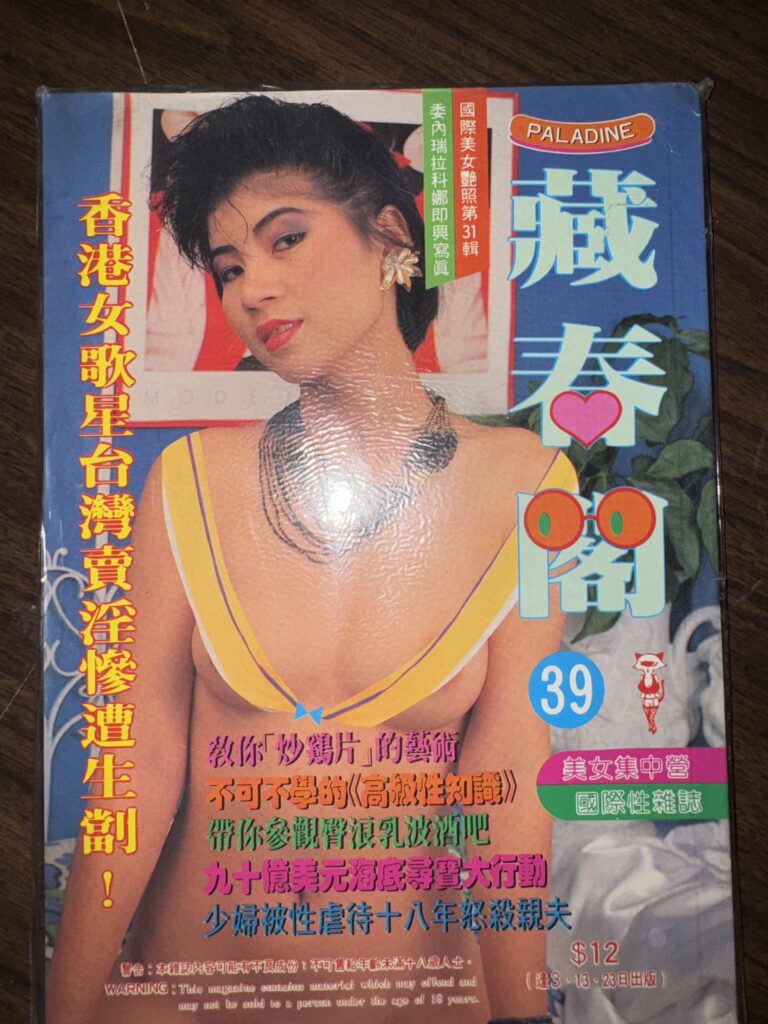 PALADINE
藏春閣
39
美女集中營
國際性雜誌
國際美女艷照第31輯
委內瑞拉科娜即興寫真
香港女歌星台灣賣淫慘遭生劏！
教你「炒鷄片」的藝術
不可不學的《高級性知識》
帶你參觀臀浪乳波酒吧
九十億美元海底尋寶大行動
少婦被性虐待十八年怒殺親夫
$12
（逢3、13、23日出版）
警告：本雜誌內容可能有不良成份；不可賣給年齡未滿十八歲人士。
WARNING：This magazine contains material which may offend and
may not be sold to a person under the age of 18 years.